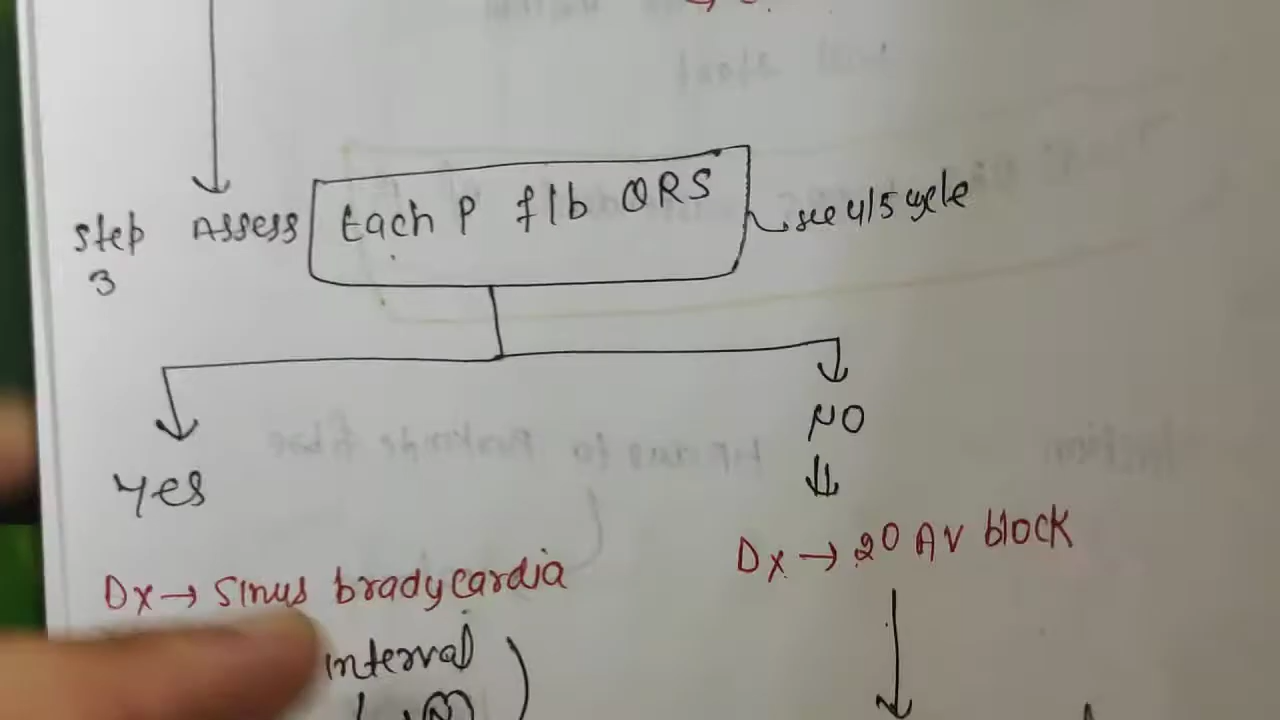 Step 3 Assess Each P f/b QRS see 4/5 cycle
Yes
NO
Dx → Sinus bradycardia
Dx → 2° AV block
interval